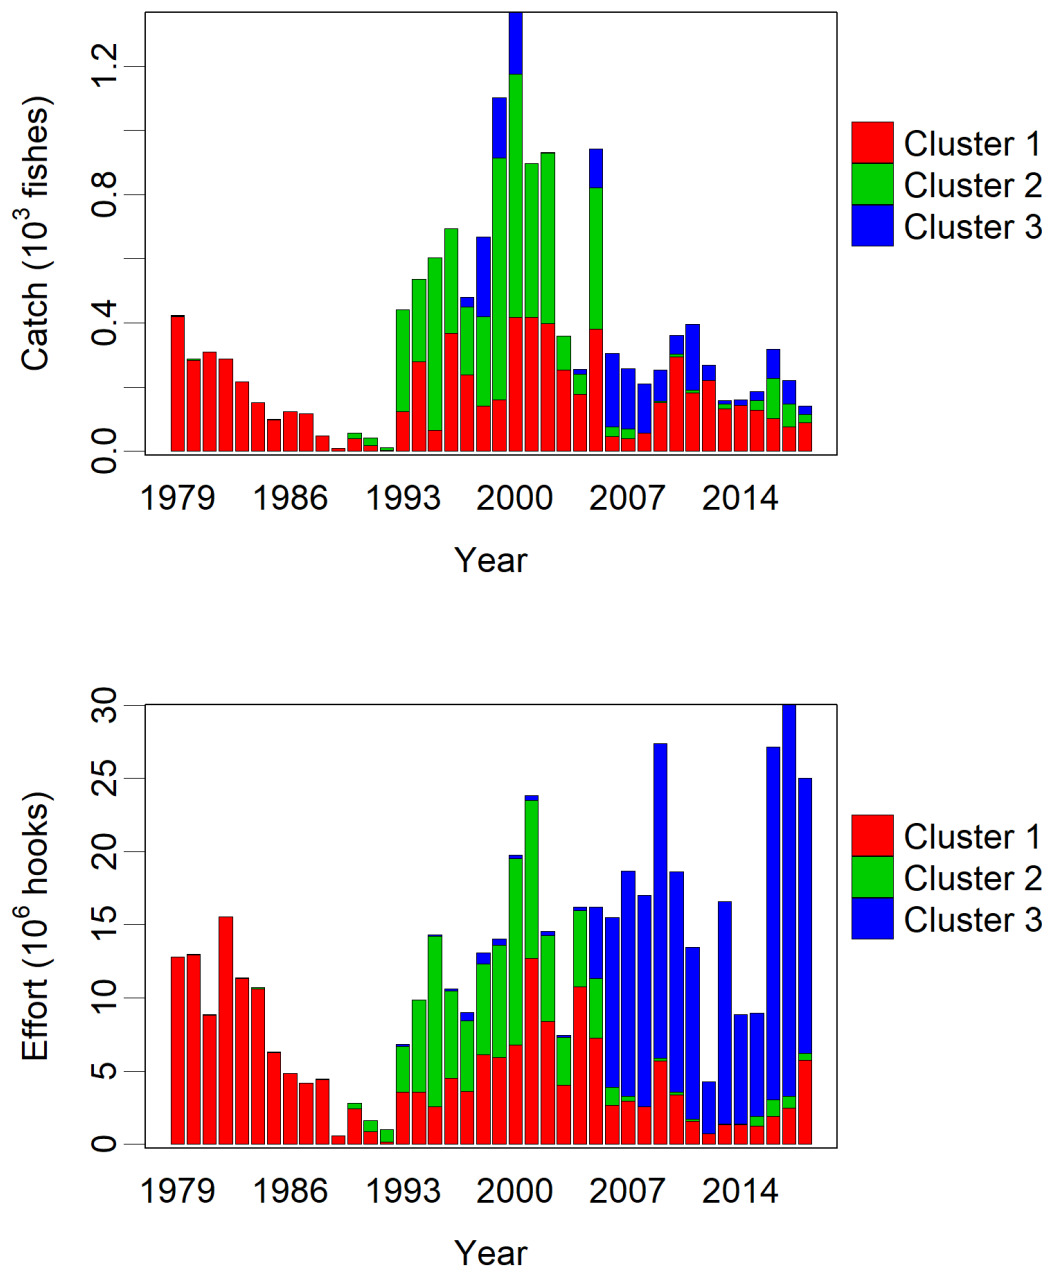 Catch (10³ fishes)
1.2
0.8
0.4
0.0
1979 1986 1993 2000 2007 2014
Year
Cluster 1
Cluster 2
Cluster 3
Effort (10⁶ hooks)
30
25
20
15
10
5
0
1979 1986 1993 2000 2007 2014
Year
Cluster 1
Cluster 2
Cluster 3